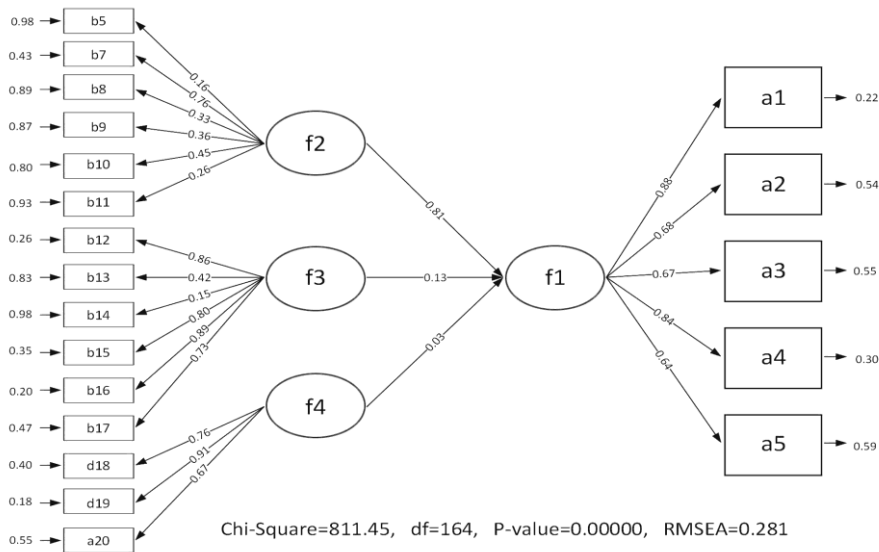 0.98 b5
0.43 b7
0.89 b8
0.87 b9
0.80 b10
0.93 b11
0.26 b12
0.83 b13
0.98 b14
0.35 b15
0.20 b16
0.47 b17
0.40 d18
0.18 d19
0.55 a20
0.16
0.76
0.33
0.36
0.45
0.26
0.86
0.42
0.15
0.80
0.89
0.73
0.76
0.91
0.67
f2
f3
f4
0.81
0.13
0.03
f1
0.88
0.68
0.67
0.84
0.64
a1 0.22
a2 0.54
a3 0.55
a4 0.30
a5 0.59
Chi-Square=811.45, df=164, P-value=0.00000, RMSEA=0.281